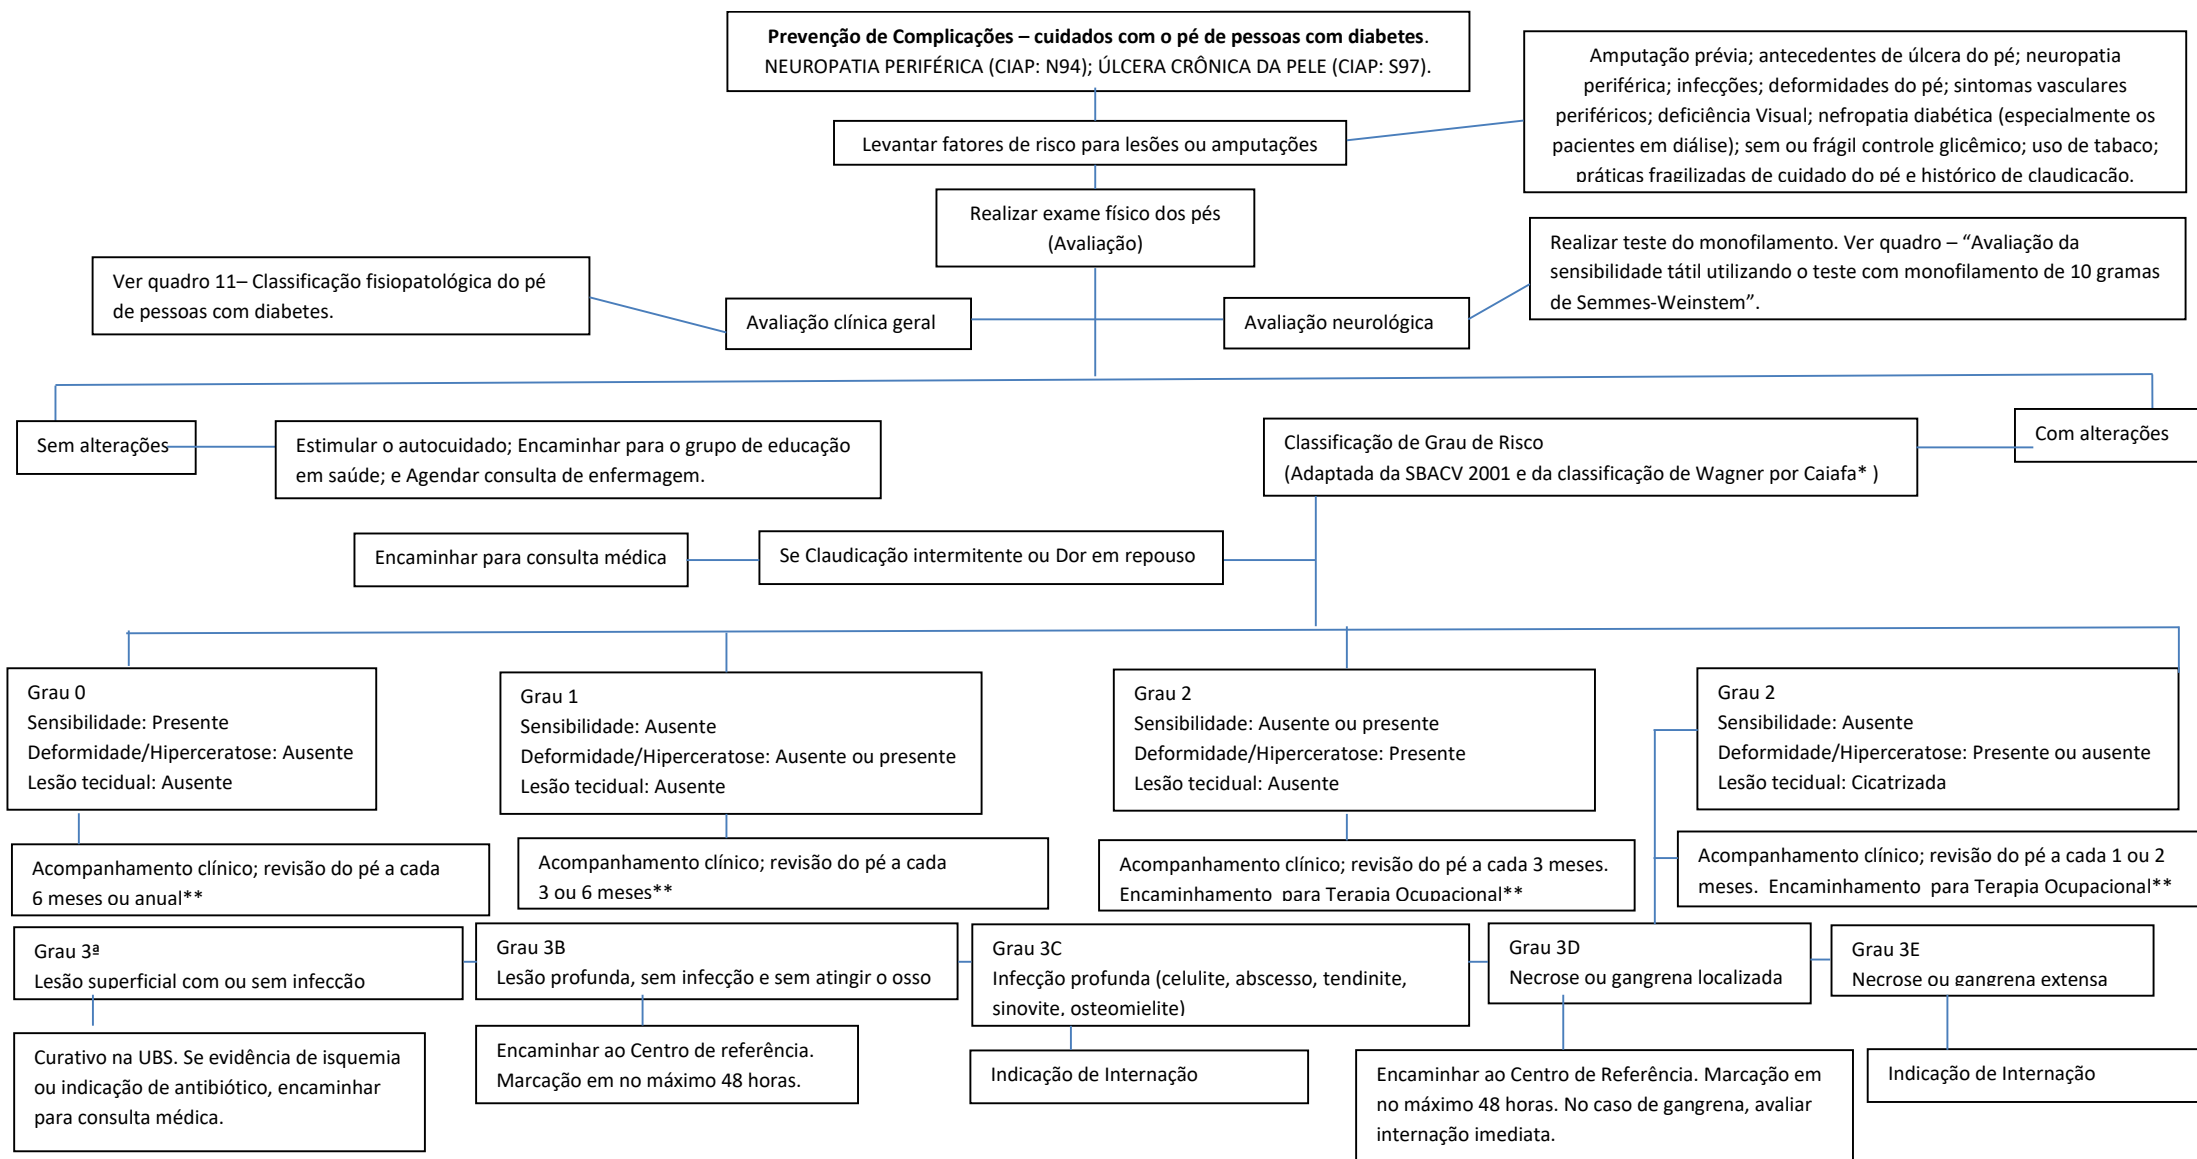 Prevenção de Complicações – cuidados com o pé de pessoas com diabetes.
NEUROPATIA PERIFÉRICA (CIAP: N94); ÚLCERA CRÔNICA DA PELE (CIAP: S97).
Amputação prévia; antecedentes de úlcera do pé; neuropatia
periférica; infecções; deformidades do pé; sintomas vasculares
periféricos; deficiência Visual; nefropatia diabética (especialmente os
pacientes em diálise); sem ou frágil controle glicêmico; uso de tabaco;
práticas fragilizadas de cuidado do pé e histórico de claudicação.
Levantar fatores de risco para lesões ou amputações
Realizar exame físico dos pés
(Avaliação)
Realizar teste do monofilamento. Ver quadro – “Avaliação da
sensibilidade tátil utilizando o teste com monofilamento de 10 gramas
de Semmes-Weinstem”.
Ver quadro 11– Classificação fisiopatológica do pé
de pessoas com diabetes.
Avaliação clínica geral
Avaliação neurológica
Sem alterações
Estimular o autocuidado; Encaminhar para o grupo de educação
em saúde; e Agendar consulta de enfermagem.
Classificação de Grau de Risco
(Adaptada da SBACV 2001 e da classificação de Wagner por Caiafa* )
Com alterações
Encaminhar para consulta médica
Se Claudicação intermitente ou Dor em repouso
Grau 0
Sensibilidade: Presente
Deformidade/Hiperceratose: Ausente
Lesão tecidual: Ausente
Grau 1
Sensibilidade: Ausente
Deformidade/Hiperceratose: Ausente ou presente
Lesão tecidual: Ausente
Grau 2
Sensibilidade: Ausente ou presente
Deformidade/Hiperceratose: Presente
Lesão tecidual: Ausente
Grau 2
Sensibilidade: Ausente
Deformidade/Hiperceratose: Presente ou ausente
Lesão tecidual: Cicatrizada
Acompanhamento clínico; revisão do pé a cada
6 meses ou anual**
Acompanhamento clínico; revisão do pé a cada
3 ou 6 meses**
Acompanhamento clínico; revisão do pé a cada 3 meses.
Encaminhamento para Terapia Ocupacional**
Acompanhamento clínico; revisão do pé a cada 1 ou 2
meses. Encaminhamento para Terapia Ocupacional**
Grau 3ª
Lesão superficial com ou sem infecção
Grau 3B
Lesão profunda, sem infecção e sem atingir o osso
Grau 3C
Infecção profunda (celulite, abscesso, tendinite,
sinovite, osteomielite)
Grau 3D
Necrose ou gangrena localizada
Grau 3E
Necrose ou gangrena extensa
Curativo na UBS. Se evidência de isquemia
ou indicação de antibiótico, encaminhar
para consulta médica.
Encaminhar ao Centro de referência.
Marcação em no máximo 48 horas.
Indicação de Internação
Encaminhar ao Centro de Referência. Marcação em
no máximo 48 horas. No caso de gangrena, avaliar
internação imediata.
Indicação de Internação